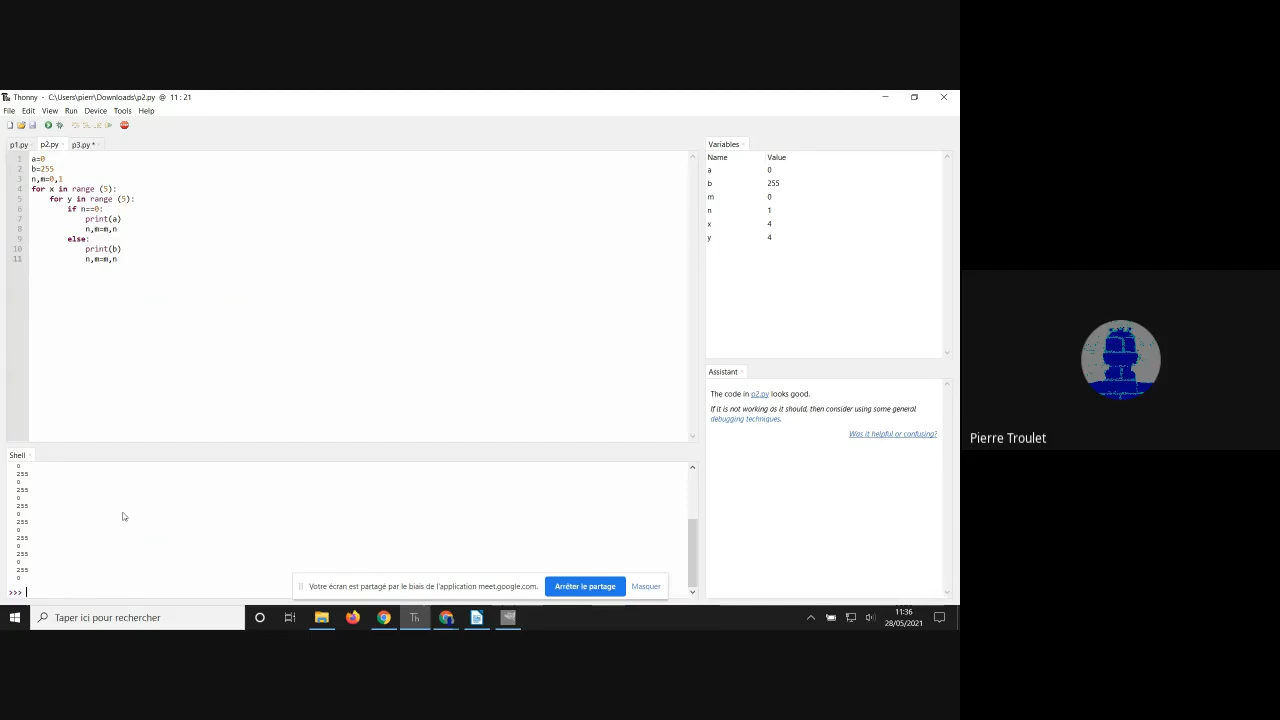 Thonny - C:\Users\pierr\Downloads\p2.py @ 11 : 21
File Edit View Run Device Tools Help
p1.py p2.py p3.py *
1 a=0
2 b=255
3 n,m=0,1
4 for x in range (5):
5 for y in range (5):
6 if n==0:
7 print(a)
8 n,m=m,n
9 else:
10 print(b)
11 n,m=m,n
Variables
Name Value
a 0
b 255
m 0
n 1
x 4
y 4
Assistant
The code in p2.py looks good.
If it is not working as it should, then consider using some general
debugging techniques.
Was it helpful or confusing?
Shell
0
255
0
255
0
255
0
255
0
255
0
255
0
255
0
>>>
Votre écran est partagé par le biais de l'application meet.google.com.
Arrêter le partage
Masquer
Taper ici pour rechercher
Th
11:36
28/05/2021
Pierre Troulet